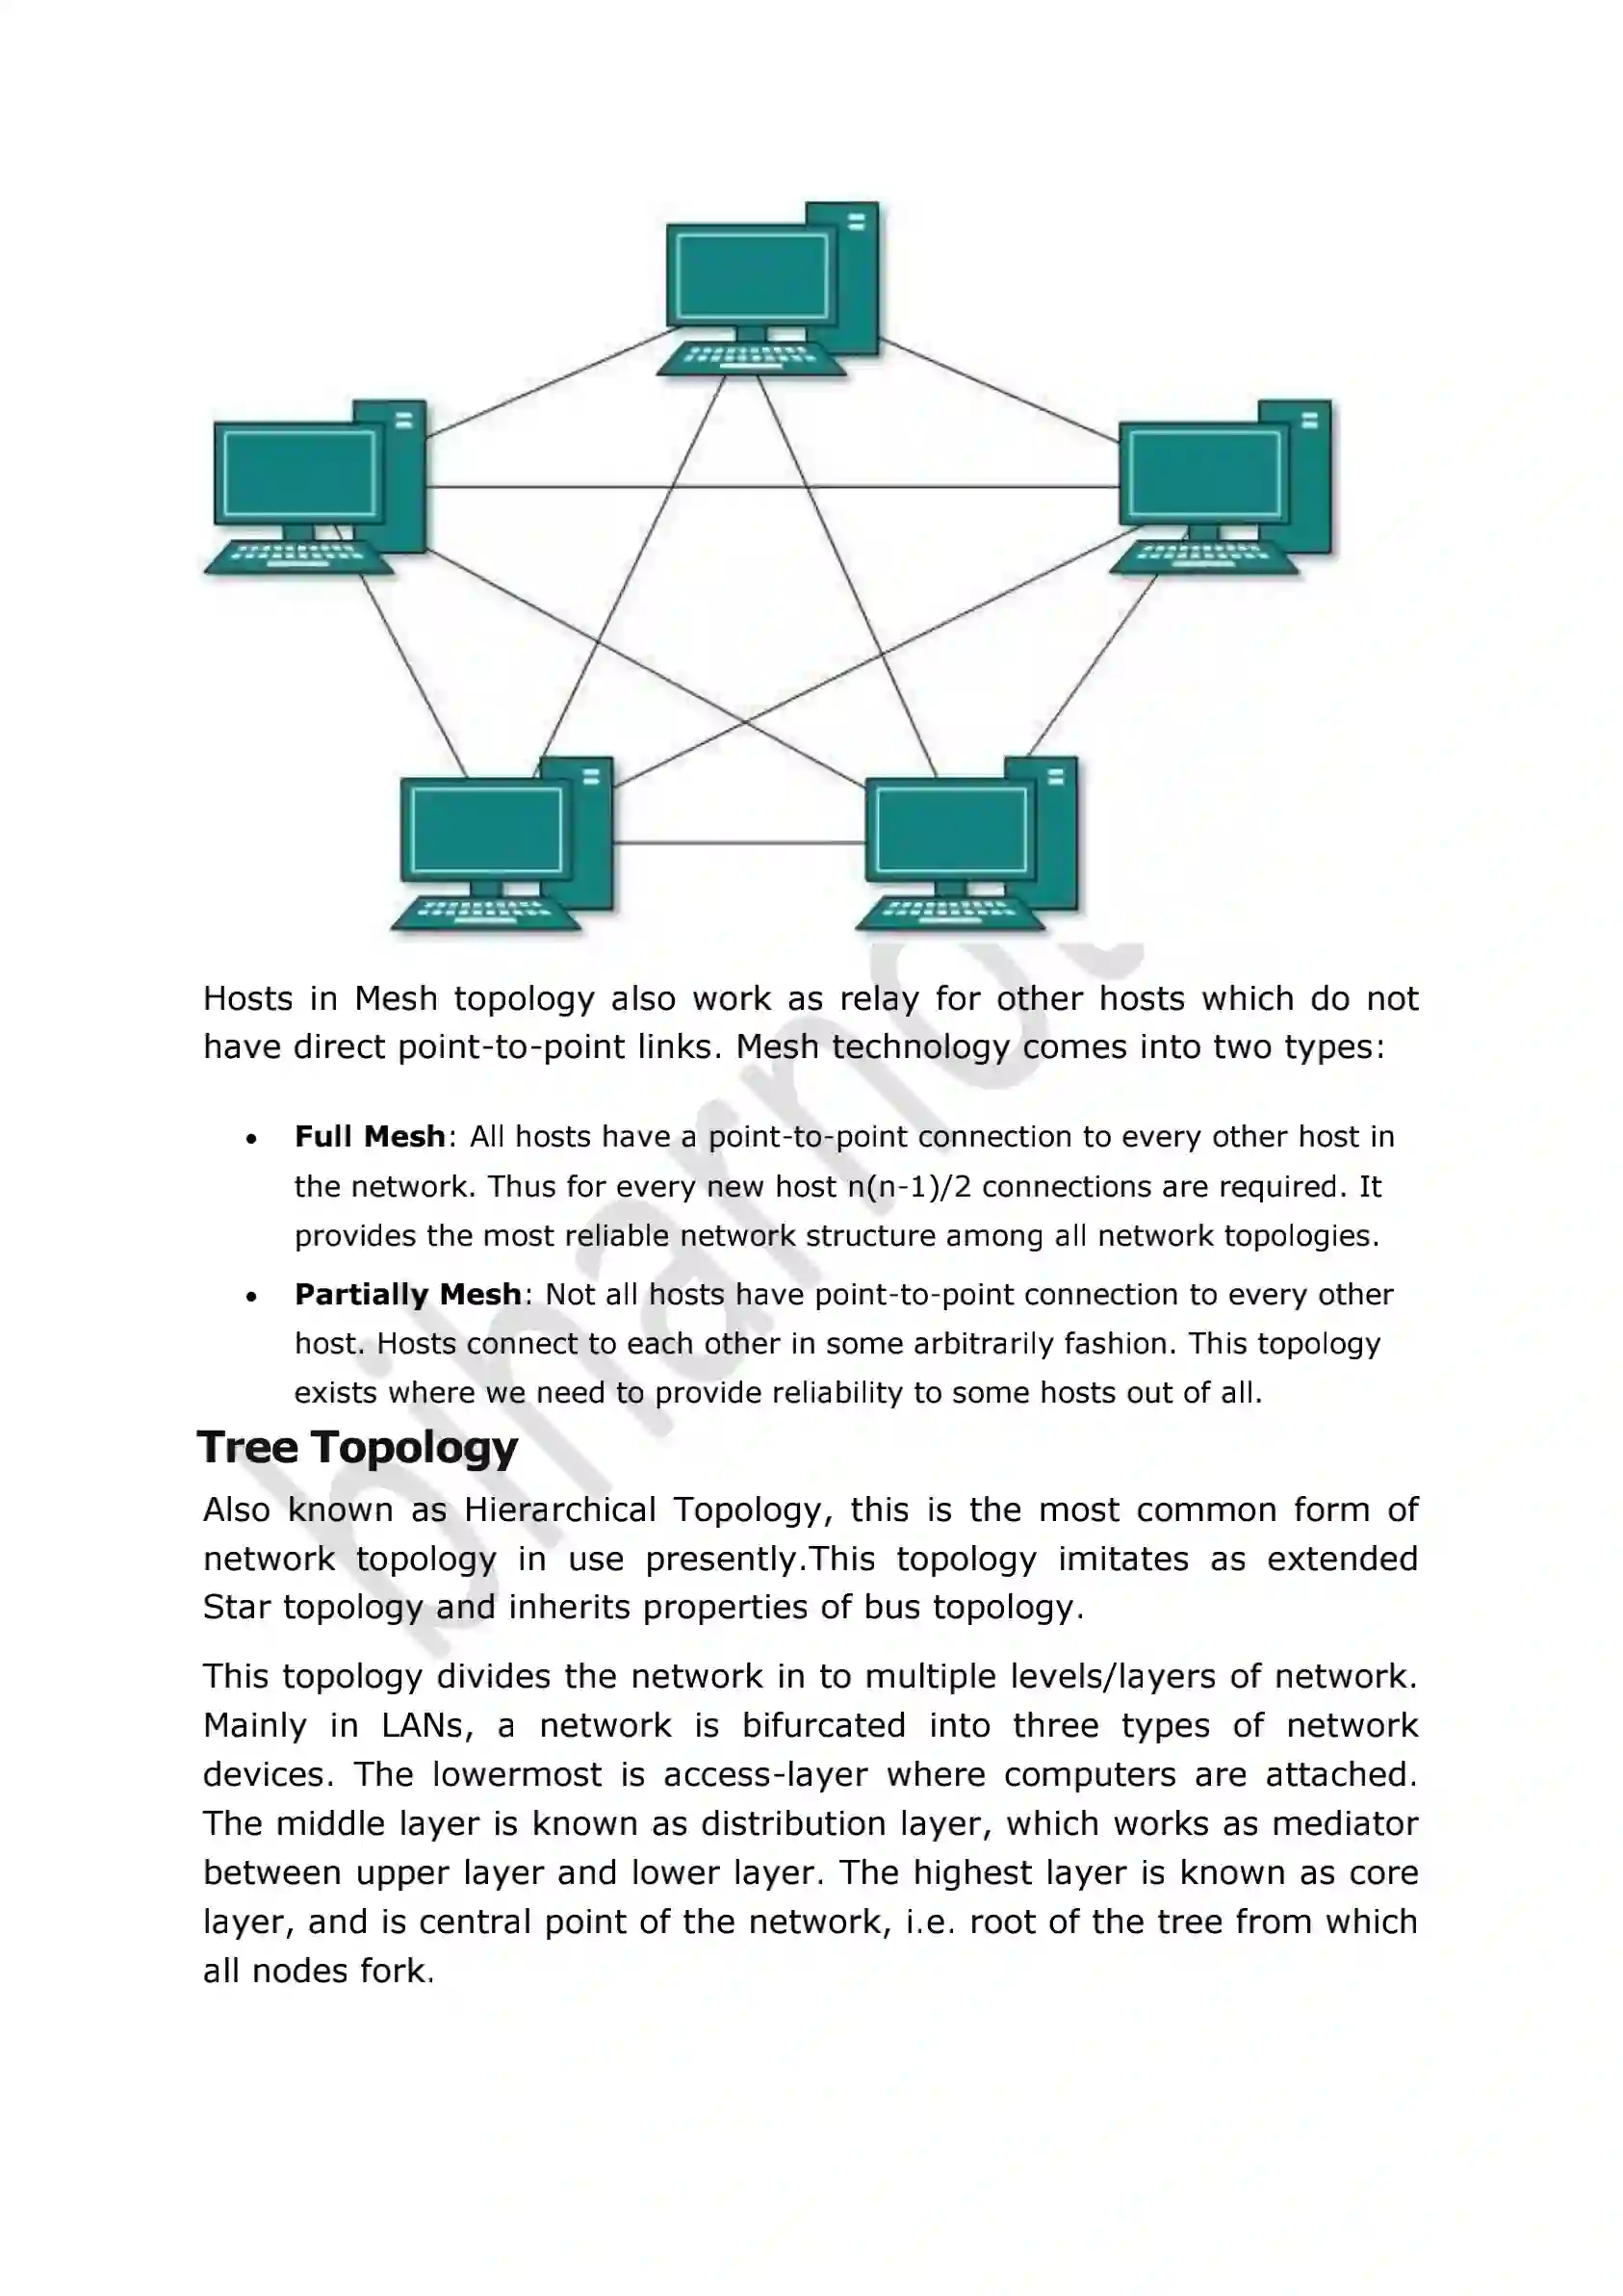 Hosts in Mesh topology also work as relay for other hosts which do not
have direct point-to-point links. Mesh technology comes into two types:
• Full Mesh: All hosts have a point-to-point connection to every other host in
the network. Thus for every new host n(n-1)/2 connections are required. It
provides the most reliable network structure among all network topologies.
• Partially Mesh: Not all hosts have point-to-point connection to every other
host. Hosts connect to each other in some arbitrarily fashion. This topology
exists where we need to provide reliability to some hosts out of all.
Tree Topology
Also known as Hierarchical Topology, this is the most common form of
network topology in use presently.This topology imitates as extended
Star topology and inherits properties of bus topology.
This topology divides the network in to multiple levels/layers of network.
Mainly in LANs, a network is bifurcated into three types of network
devices. The lowermost is access-layer where computers are attached.
The middle layer is known as distribution layer, which works as mediator
between upper layer and lower layer. The highest layer is known as core
layer, and is central point of the network, i.e. root of the tree from which
all nodes fork.